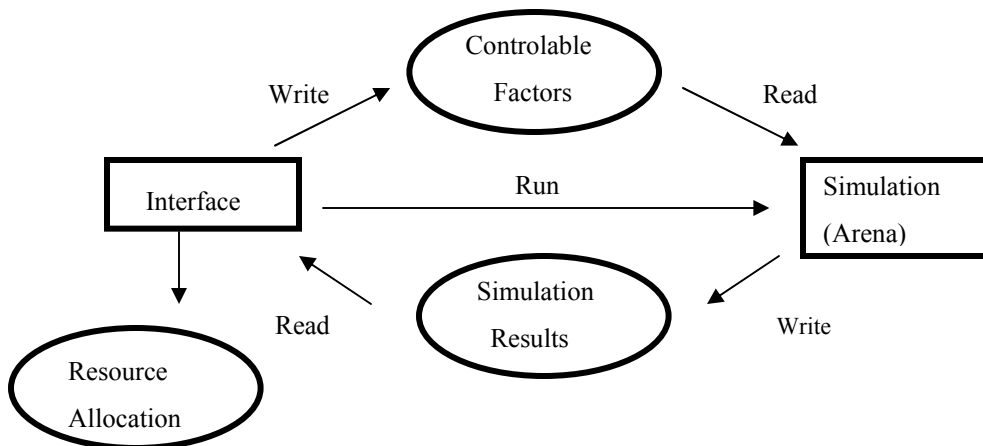 Controlable
Factors
Write
Read
Interface
Run
Simulation
(Arena)
Simulation
Results
Read
Write
Resource
Allocation